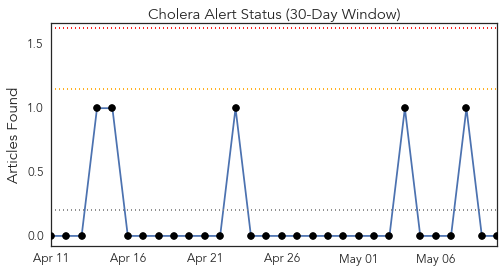 Cholera Alert Status (30-Day Window)
Articles Found
1.5
1.0
0.5
0.0
Apr 11 Apr 16 Apr 21 Apr 26 May 01 May 06